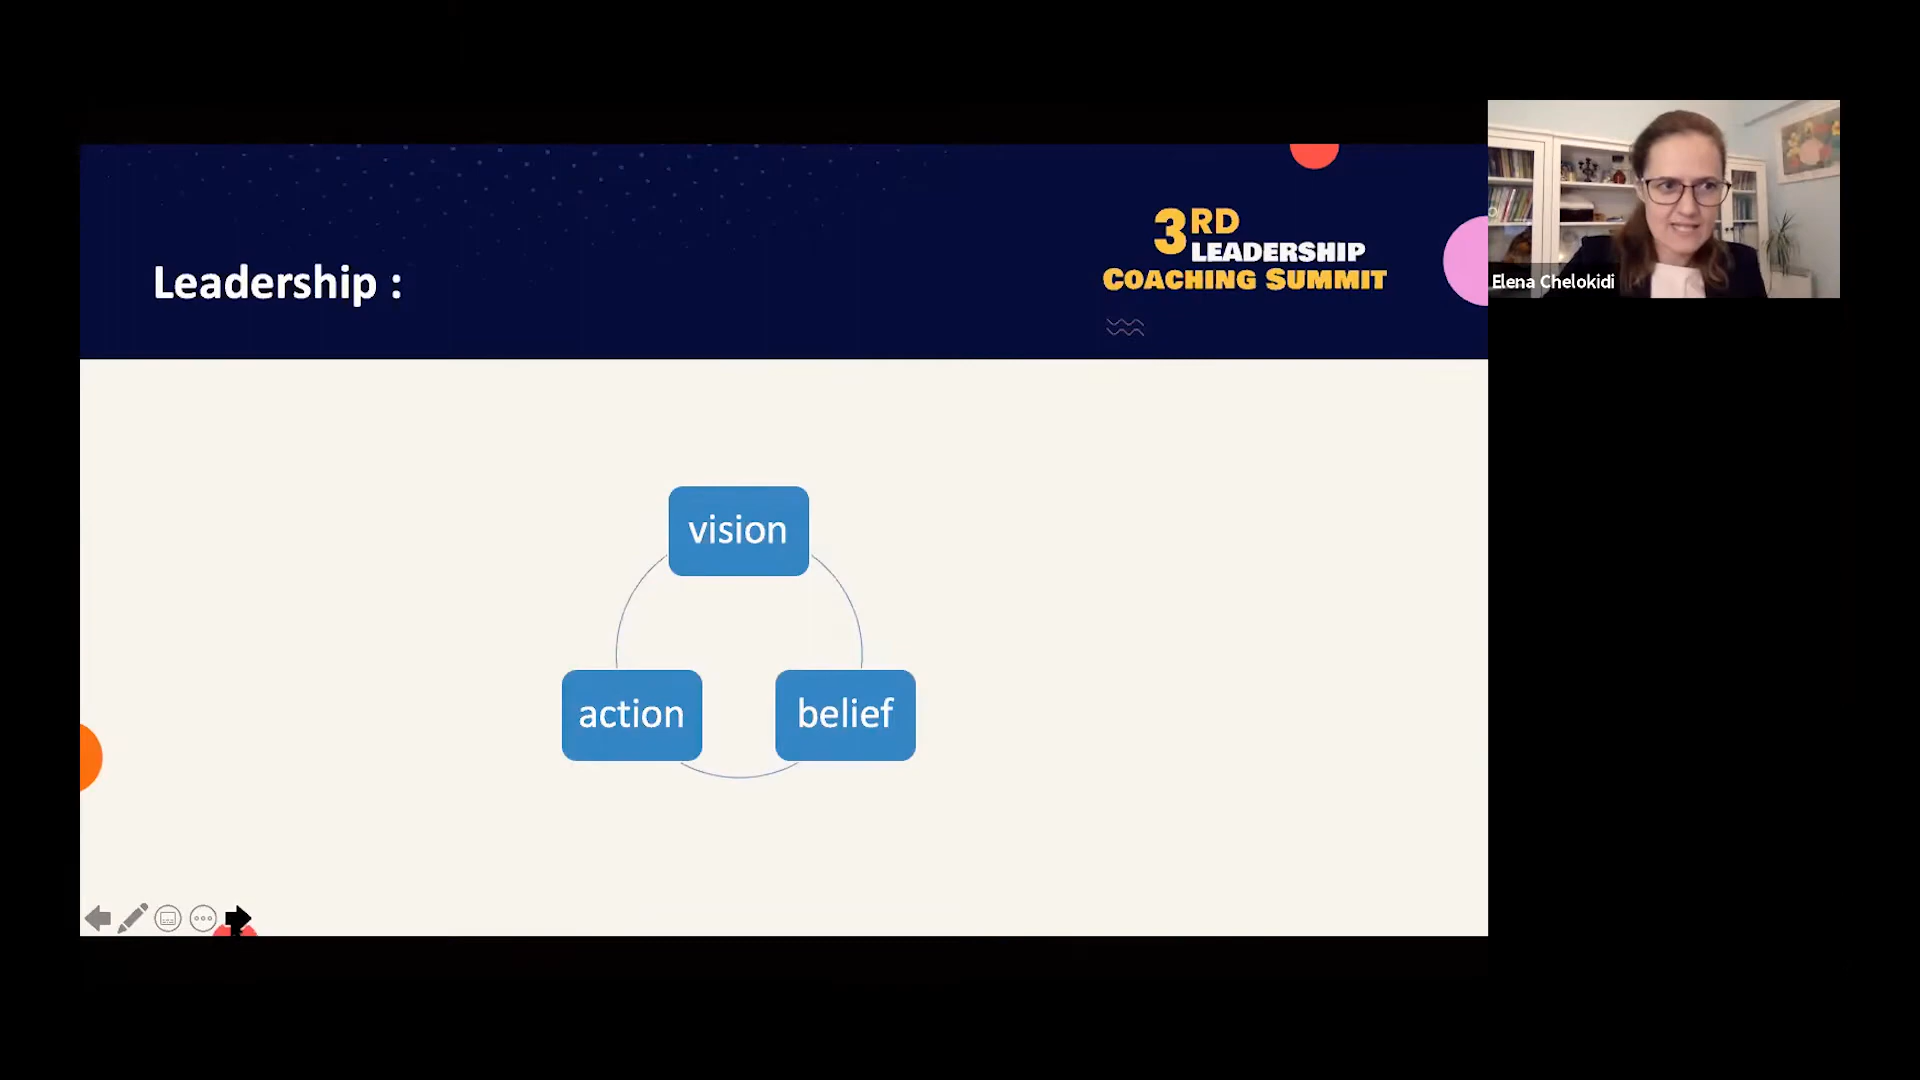 3RD
LEADERSHIP
COACHING SUMMIT
Leadership :
Elena Chelokidi
vision
action
belief